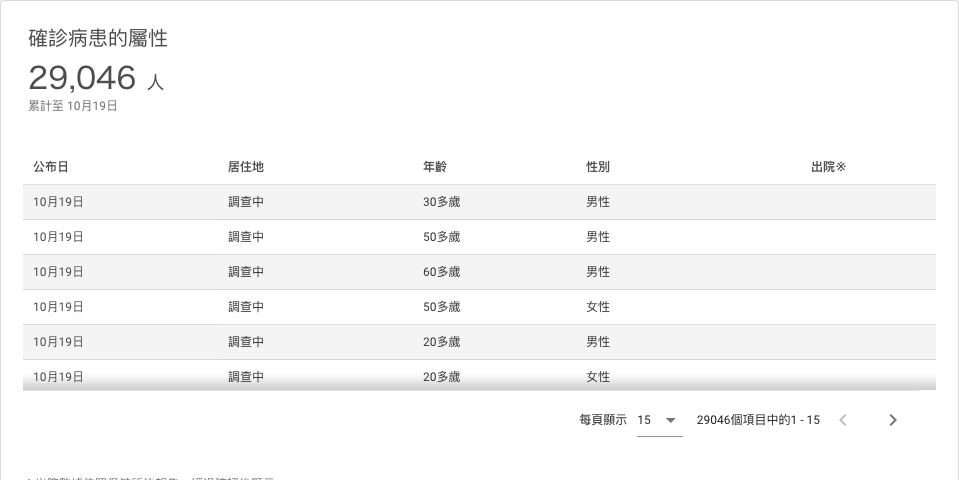 確診病患的屬性
29,046 人
累計至 10月19日
公布日 居住地 年齡 性別 出院※
10月19日 調查中 30多歲 男性
10月19日 調查中 50多歲 男性
10月19日 調查中 60多歲 男性
10月19日 調查中 50多歲 女性
10月19日 調查中 20多歲 男性
10月19日 調查中 20多歲 女性
每頁顯示 15 29046個項目中的1 - 15